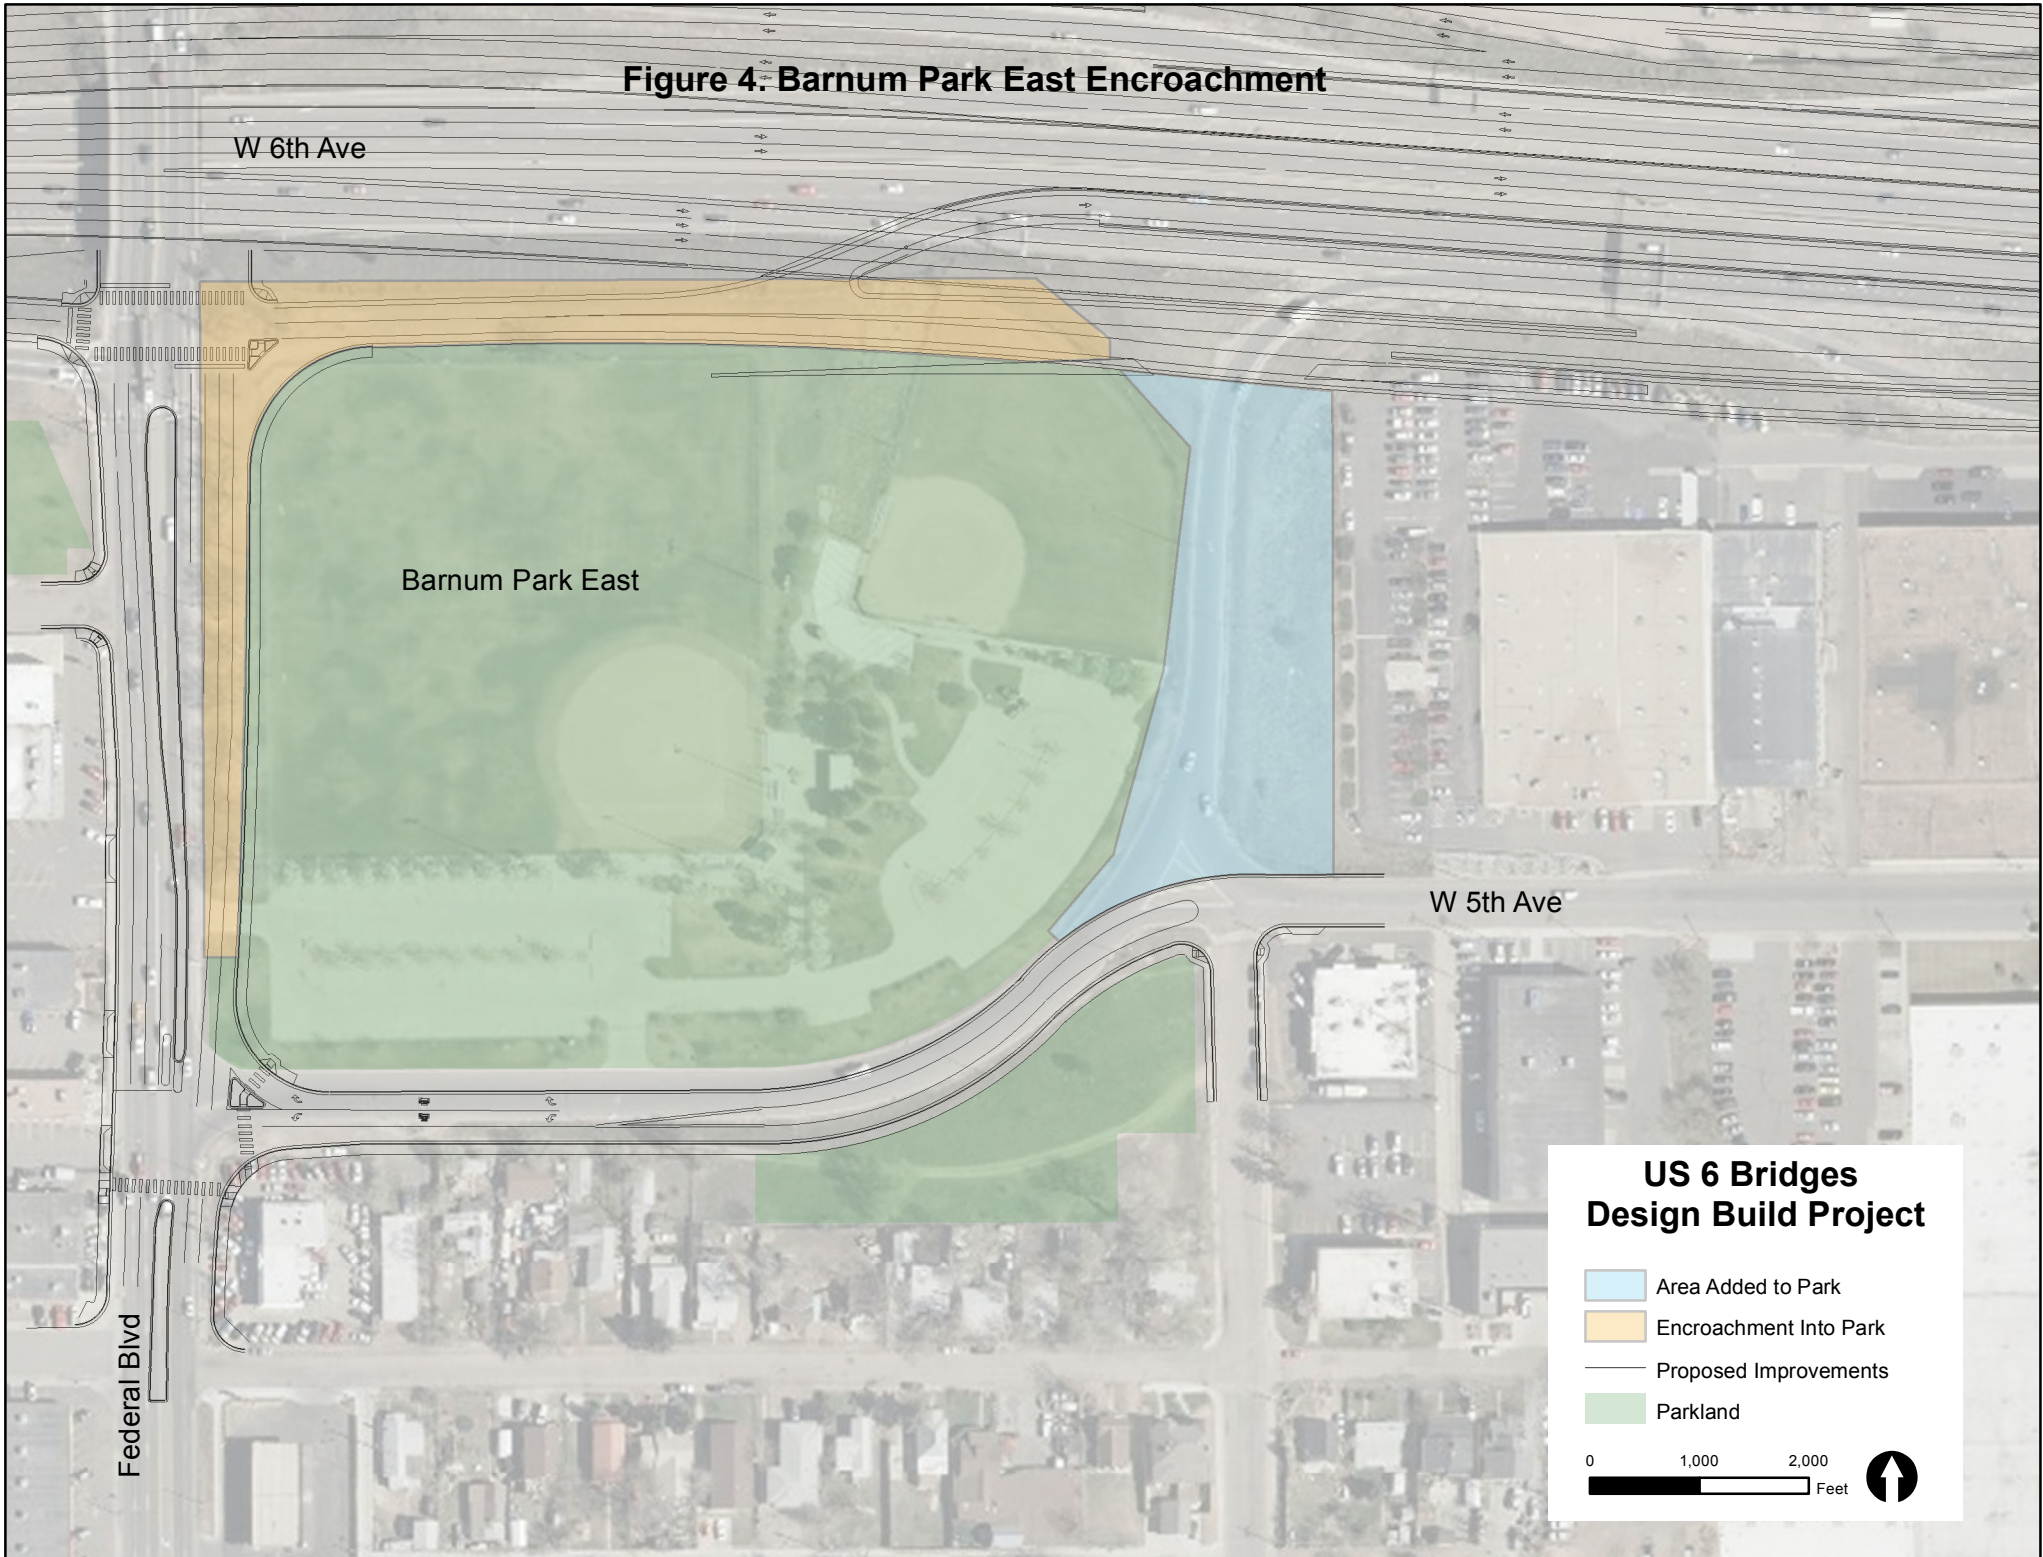 Figure 4. Barnum Park East Encroachment
W 6th Ave
Barnum Park East
W 5th Ave
Federal Blvd
US 6 Bridges
Design Build Project
Area Added to Park
Encroachment Into Park
Proposed Improvements
Parkland
0 1,000 2,000
Feet